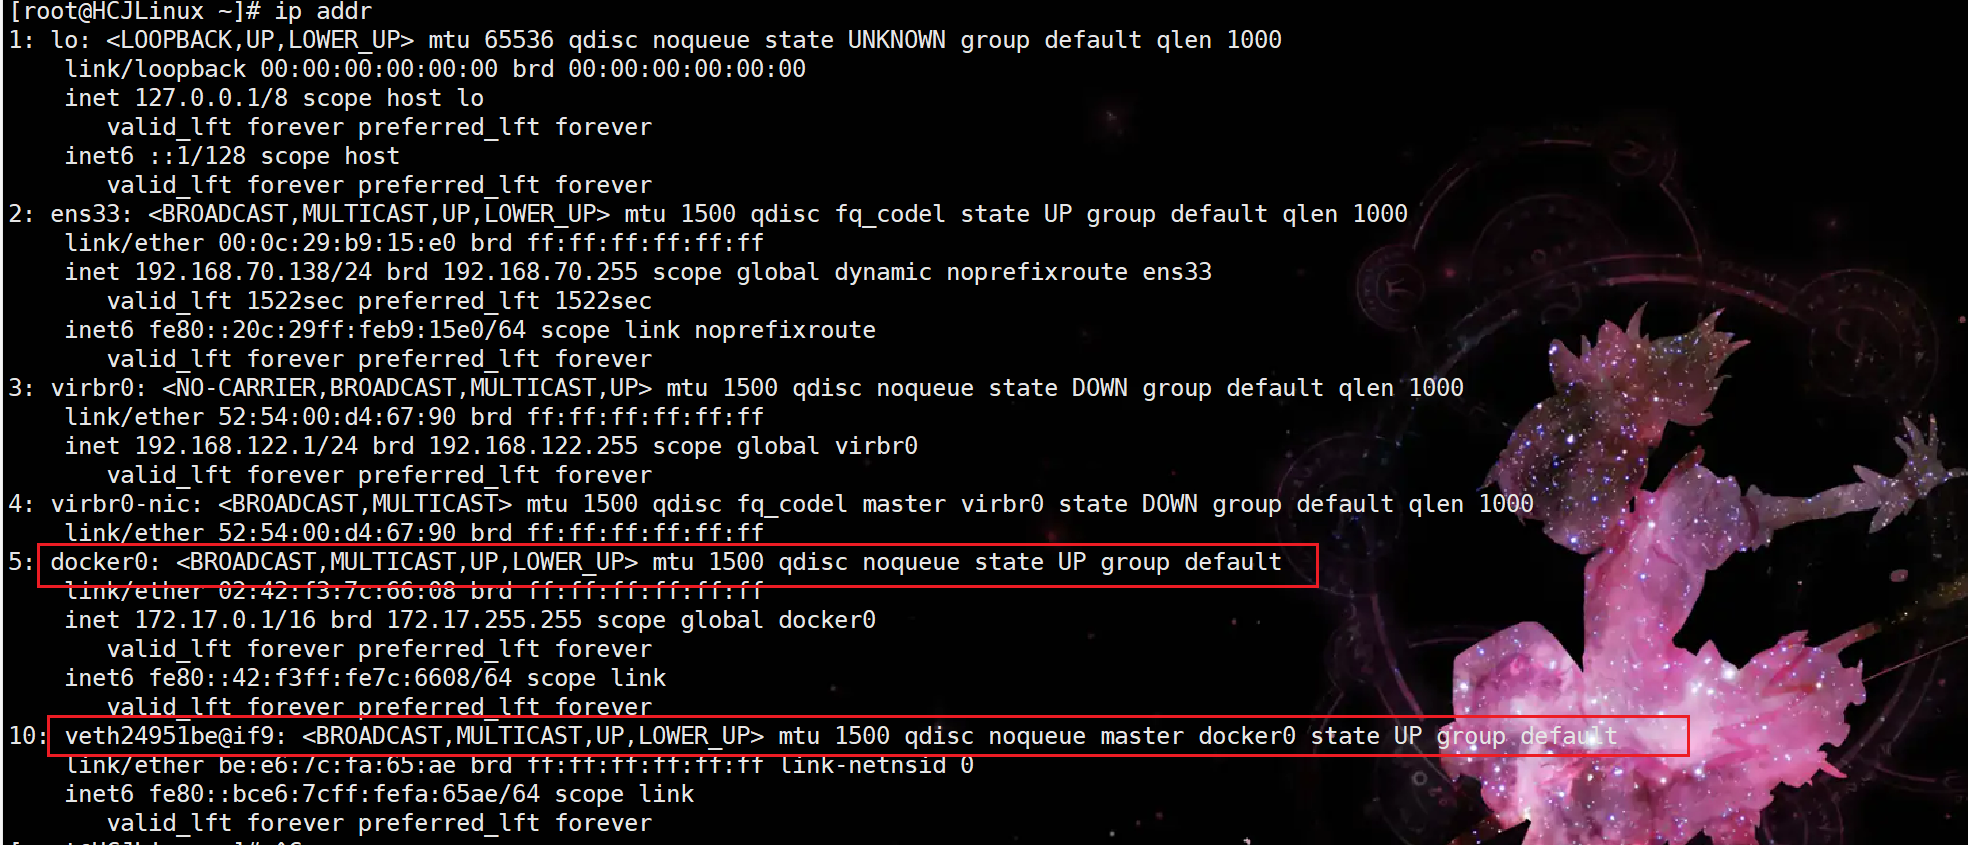 [root@HCJLinux ~]# ip addr
1: lo: <LOOPBACK,UP,LOWER_UP> mtu 65536 qdisc noqueue state UNKNOWN group default qlen 1000
    link/loopback 00:00:00:00:00:00 brd 00:00:00:00:00:00
    inet 127.0.0.1/8 scope host lo
       valid_lft forever preferred_lft forever
    inet6 ::1/128 scope host
       valid_lft forever preferred_lft forever
2: ens33: <BROADCAST,MULTICAST,UP,LOWER_UP> mtu 1500 qdisc fq_codel state UP group default qlen 1000
    link/ether 00:0c:29:b9:15:e0 brd ff:ff:ff:ff:ff:ff
    inet 192.168.70.138/24 brd 192.168.70.255 scope global dynamic noprefixroute ens33
       valid_lft 1522sec preferred_lft 1522sec
    inet6 fe80::20c:29ff:feb9:15e0/64 scope link noprefixroute
       valid_lft forever preferred_lft forever
3: virbr0: <NO-CARRIER,BROADCAST,MULTICAST,UP> mtu 1500 qdisc noqueue state DOWN group default qlen 1000
    link/ether 52:54:00:d4:67:90 brd ff:ff:ff:ff:ff:ff
    inet 192.168.122.1/24 brd 192.168.122.255 scope global virbr0
       valid_lft forever preferred_lft forever
4: virbr0-nic: <BROADCAST,MULTICAST> mtu 1500 qdisc fq_codel master virbr0 state DOWN group default qlen 1000
    link/ether 52:54:00:d4:67:90 brd ff:ff:ff:ff:ff:ff
5: docker0: <BROADCAST,MULTICAST,UP,LOWER_UP> mtu 1500 qdisc noqueue state UP group default
    link/ether 02:42:f3:7c:66:08 brd ff:ff:ff:ff:ff:ff
    inet 172.17.0.1/16 brd 172.17.255.255 scope global docker0
       valid_lft forever preferred_lft forever
    inet6 fe80::42:f3ff:fe7c:6608/64 scope link
       valid_lft forever preferred_lft forever
10: veth24951be@if9: <BROADCAST,MULTICAST,UP,LOWER_UP> mtu 1500 qdisc noqueue master docker0 state UP group default
    link/ether be:e6:7c:fa:65:ae brd ff:ff:ff:ff:ff:ff link-netnsid 0
    inet6 fe80::bce6:7cff:fefa:65ae/64 scope link
       valid_lft forever preferred_lft forever